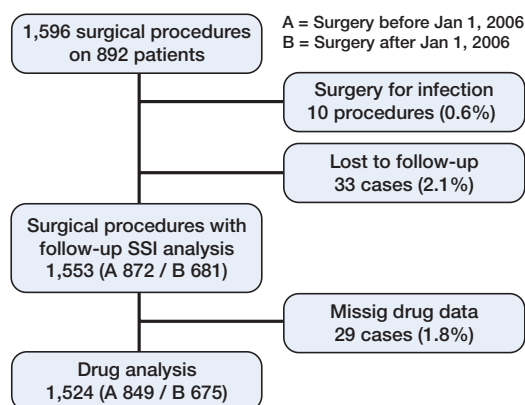 1,596 surgical procedures
on 892 patients
A = Surgery before Jan 1, 2006
B = Surgery after Jan 1, 2006
Surgery for infection
10 procedures (0.6%)
Lost to follow-up
33 cases (2.1%)
Surgical procedures with
follow-up SSI analysis
1,553 (A 872 / B 681)
Missig drug data
29 cases (1.8%)
Drug analysis
1,524 (A 849 / B 675)